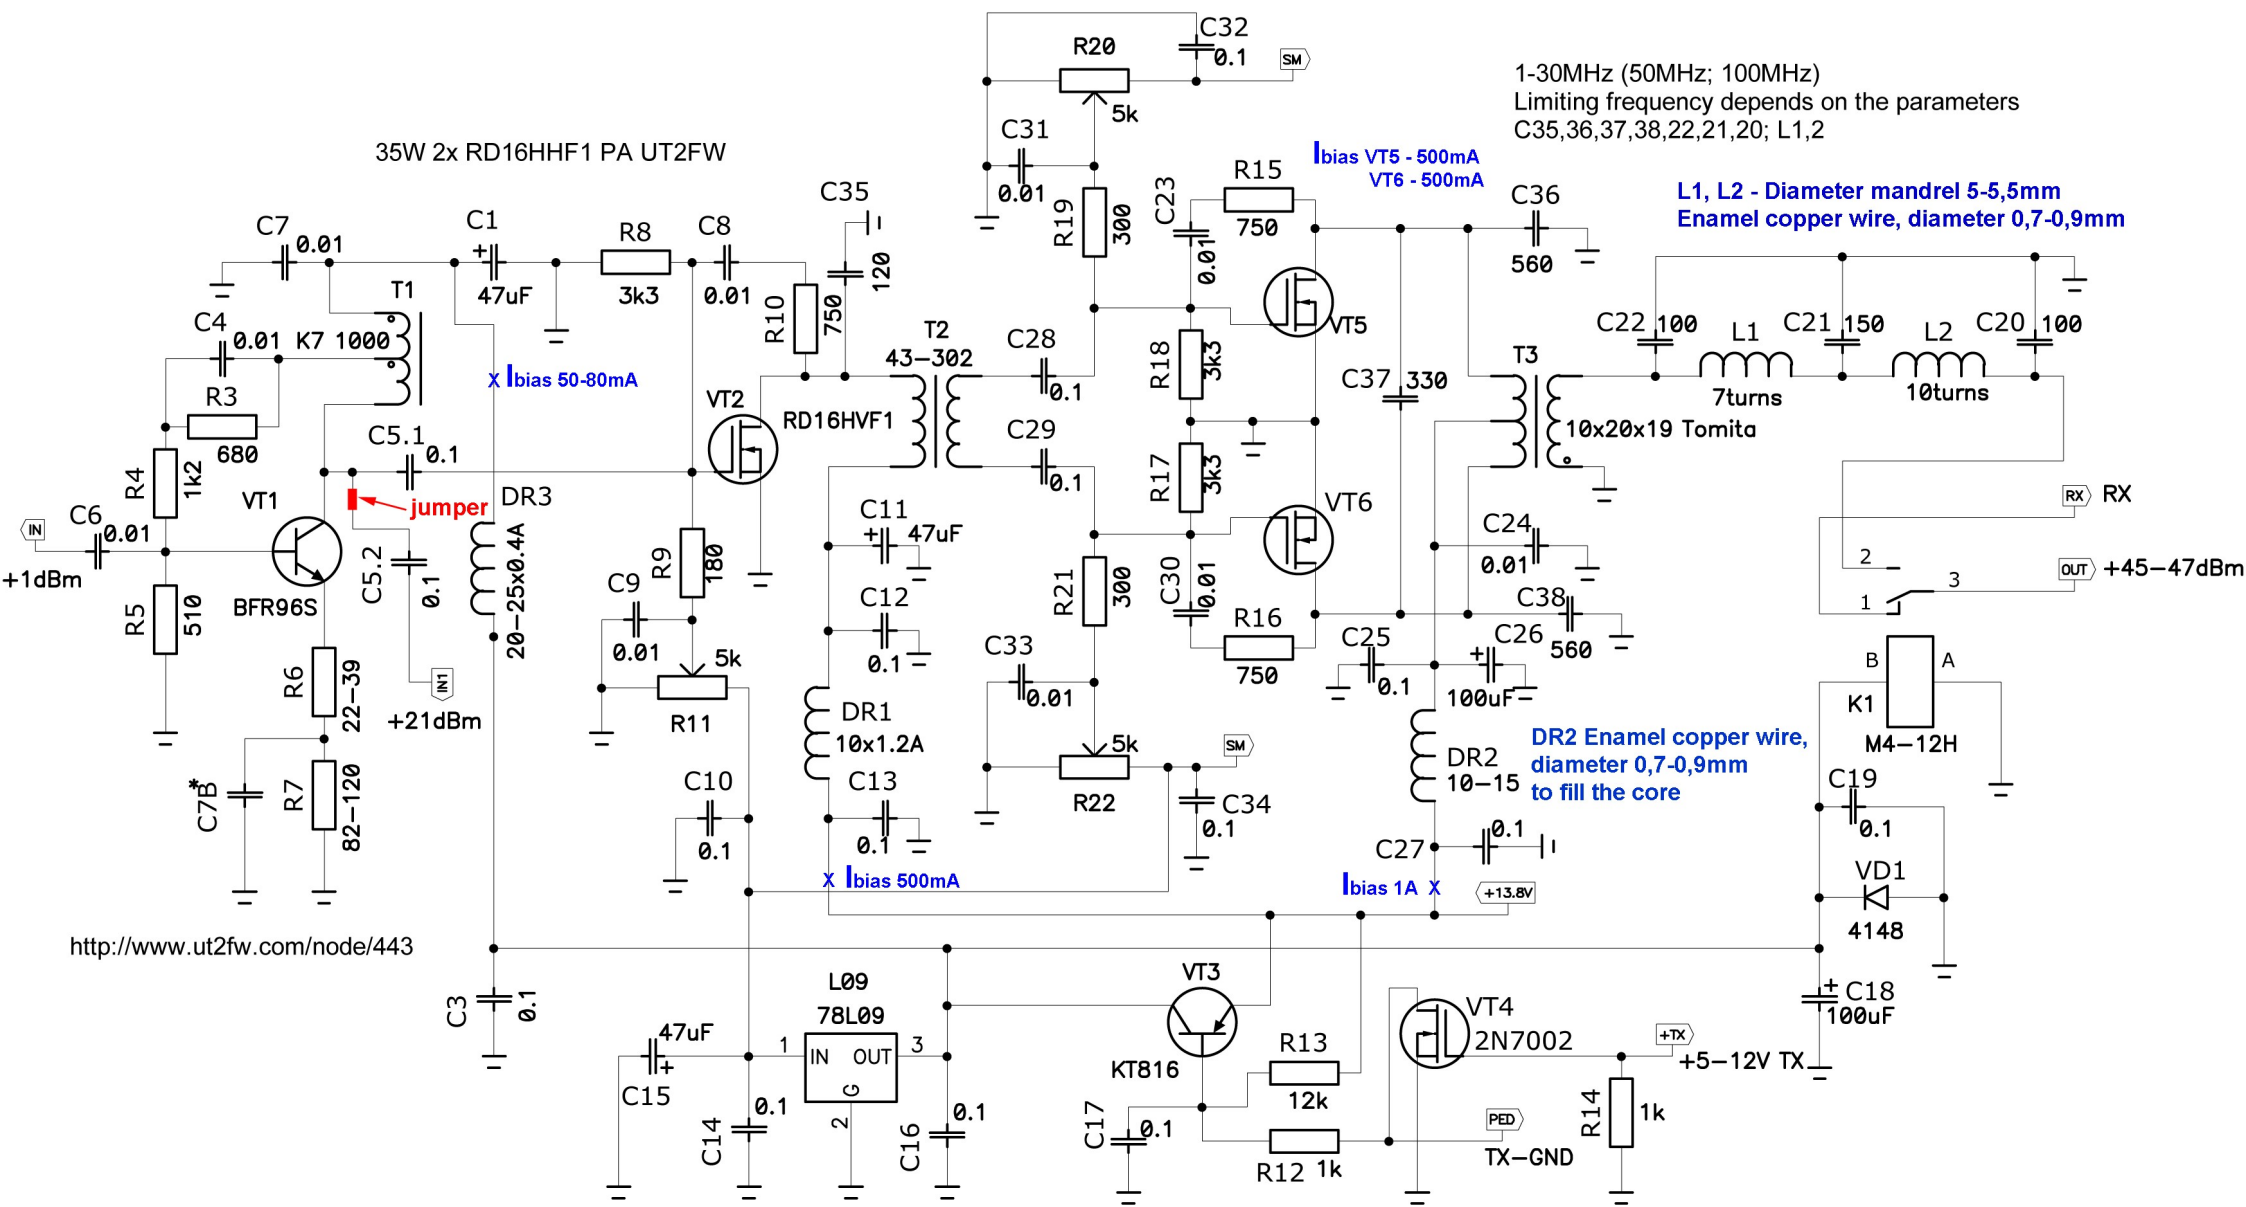 35W 2x RD16HHF1 PA UT2FW
1-30MHz (50MHz; 100MHz)
Limiting frequency depends on the parameters
C35,36,37,38,22,21,20; L1,2
L1, L2 - Diameter mandrel 5-5,5mm
Enamel copper wire, diameter 0,7-0,9mm
Ibias VT5 - 500mA
VT6 - 500mA
C32
0.1
SM
R20
5k
C31
0.01
R19
300
C23
0.01
R15
750
C36
560
C7
0.01
C1
+
47uF
R8
3k3
C8
0.01
C35
120
R10
750
T1
K7 1000
C4
0.01
R3
680
x Ibias 50-80mA
VT2
RD16HVF1
T2
43-302
C28
0.1
C29
0.1
R18
3k3
R17
3k3
VT5
VT6
C37
330
T3
10x20x19 Tomita
C22
100
L1
7turns
C21
150
L2
10turns
C20
100
R4
1k2
C5.1
0.1
jumper
VT1
BFR96S
IN
+1dBm
C6
0.01
R5
510
C5.2
0.1
IN1
+21dBm
R6
22-39
R7
82-120
C7B*
DR3
20-25x0.4A
R9
180
C9
0.01
5k
R11
C10
0.1
C11
+
47uF
C12
0.1
DR1
10x1.2A
C13
0.1
x Ibias 500mA
R21
300
C30
0.01
R16
750
C33
0.01
5k
R22
SM
C34
0.1
C24
0.01
C38
560
C25
0.1
C26
+
100uF
DR2
10-15
DR2 Enamel copper wire,
diameter 0,7-0,9mm
to fill the core
C27
0.1
Ibias 1A x
+13.8V
RX
RX
2
1
3
OUT
+45-47dBm
B
A
K1
M4-12H
C19
0.1
VD1
4148
C18
+
100uF
http://www.ut2fw.com/node/443
C3
0.1
L09
78L09
1
IN
OUT
3
G
2
47uF
+
C15
C14
0.1
C16
0.1
VT3
KT816
R13
12k
C17
0.1
R12
1k
VT4
2N7002
PED
TX-GND
+TX
+5-12V TX
R14
1k